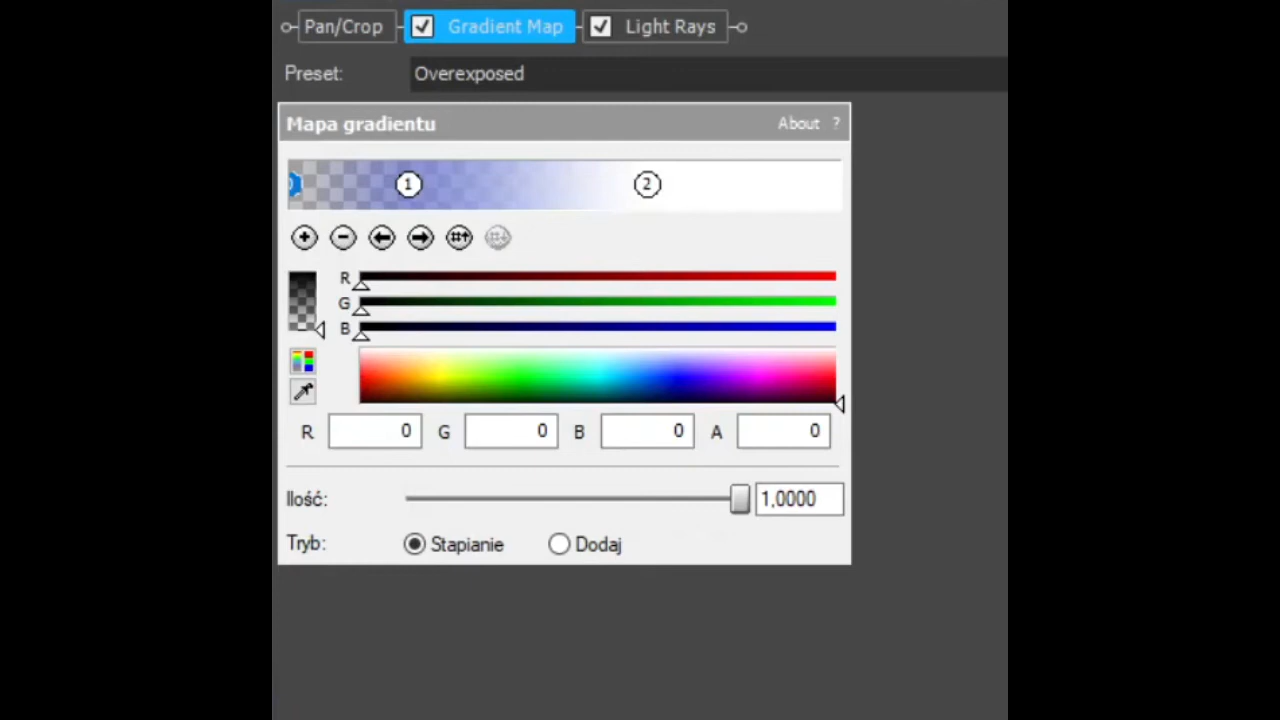 Pan/Crop Gradient Map Light Rays
Preset: Overexposed
Mapa gradientu About ?
1 2
R
G
B
R 0 G 0 B 0 A 0
Ilość: 1,0000
Tryb: Stapianie Dodaj